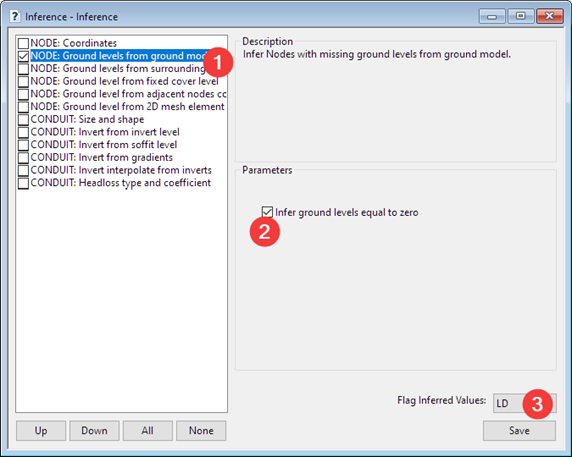 Inference - Inference
NODE: Coordinates
NODE: Ground levels from ground
NODE: Ground levels from surrounding
NODE: Ground level from fixed cover level
NODE: Ground level from adjacent nodes cc
NODE: Ground level from 2D mesh element
CONDUIT: Size and shape
CONDUIT: Invert from invert level
CONDUIT: Invert from soffit level
CONDUIT: Invert from gradients
CONDUIT: Invert interpolate from inverts
CONDUIT: Headloss type and coefficient
1
Description
Infer Nodes with missing ground levels from ground model.
Parameters
Infer ground levels equal to zero
2
Flag Inferred Values:
LD
3
Up
Down
All
None
Save